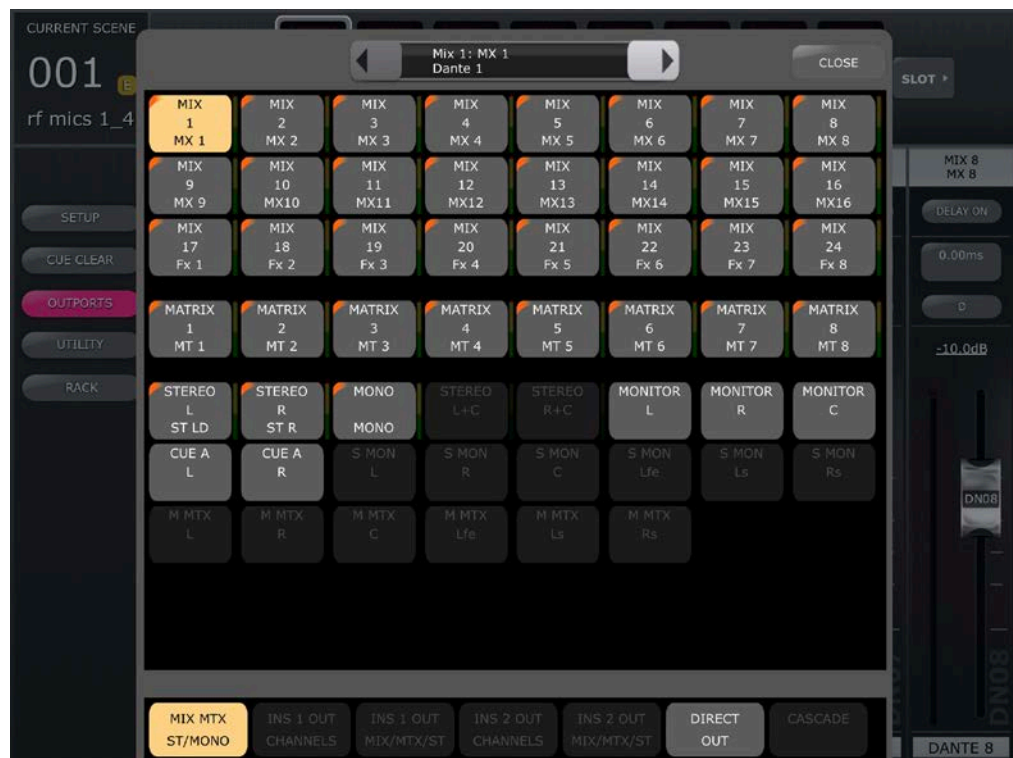 CURRENT SCENE
001 E
rf mics 1_4
Mix 1: MX 1
Dante 1
CLOSE
SLOT
MIX 1 MX 1
MIX 2 MX 2
MIX 3 MX 3
MIX 4 MX 4
MIX 5 MX 5
MIX 6 MX 6
MIX 7 MX 7
MIX 8 MX 8
MIX 9 MX 9
MIX 10 MX10
MIX 11 MX11
MIX 12 MX12
MIX 13 MX13
MIX 14 MX14
MIX 15 MX15
MIX 16 MX16
MIX 17 Fx 1
MIX 18 Fx 2
MIX 19 Fx 3
MIX 20 Fx 4
MIX 21 Fx 5
MIX 22 Fx 6
MIX 23 Fx 7
MIX 24 Fx 8
MATRIX 1 MT 1
MATRIX 2 MT 2
MATRIX 3 MT 3
MATRIX 4 MT 4
MATRIX 5 MT 5
MATRIX 6 MT 6
MATRIX 7 MT 7
MATRIX 8 MT 8
STEREO L ST LD
STEREO R ST R
MONO MONO
STEREO L+C
STEREO R+C
MONITOR L
MONITOR R
MONITOR C
CUE A L
CUE A R
S MON L
S MON R
S MON C
S MON Lfe
S MON Ls
S MON Rs
M MTX L
M MTX R
M MTX C
M MTX Lfe
M MTX Ls
M MTX Rs
MIX MTX ST/MONO
INS 1 OUT CHANNELS
INS 1 OUT MIX/MTX/ST
INS 2 OUT CHANNELS
INS 2 OUT MIX/MTX/ST
DIRECT OUT
CASCADE
SETUP
CUE CLEAR
OUTPORTS
UTILITY
RACK
MIX 8
MX 8
DELAY ON
0.00ms
-10.0dB
DN08
DN08
DANTE 8